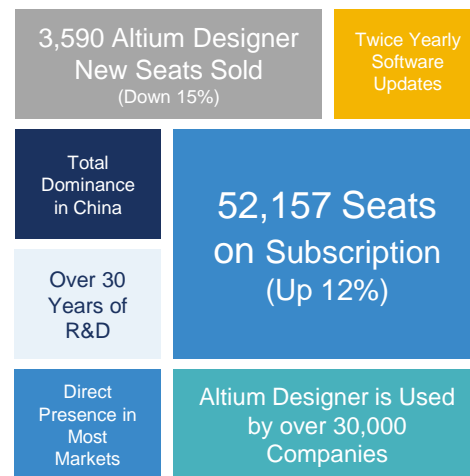 3,590 Altium Designer
New Seats Sold
(Down 15%)
Twice Yearly
Software
Updates
Total
Dominance
in China
52,157 Seats
on Subscription
(Up 12%)
Over 30
Years of
R&D
Direct
Presence in
Most
Markets
Altium Designer is Used
by over 30,000
Companies